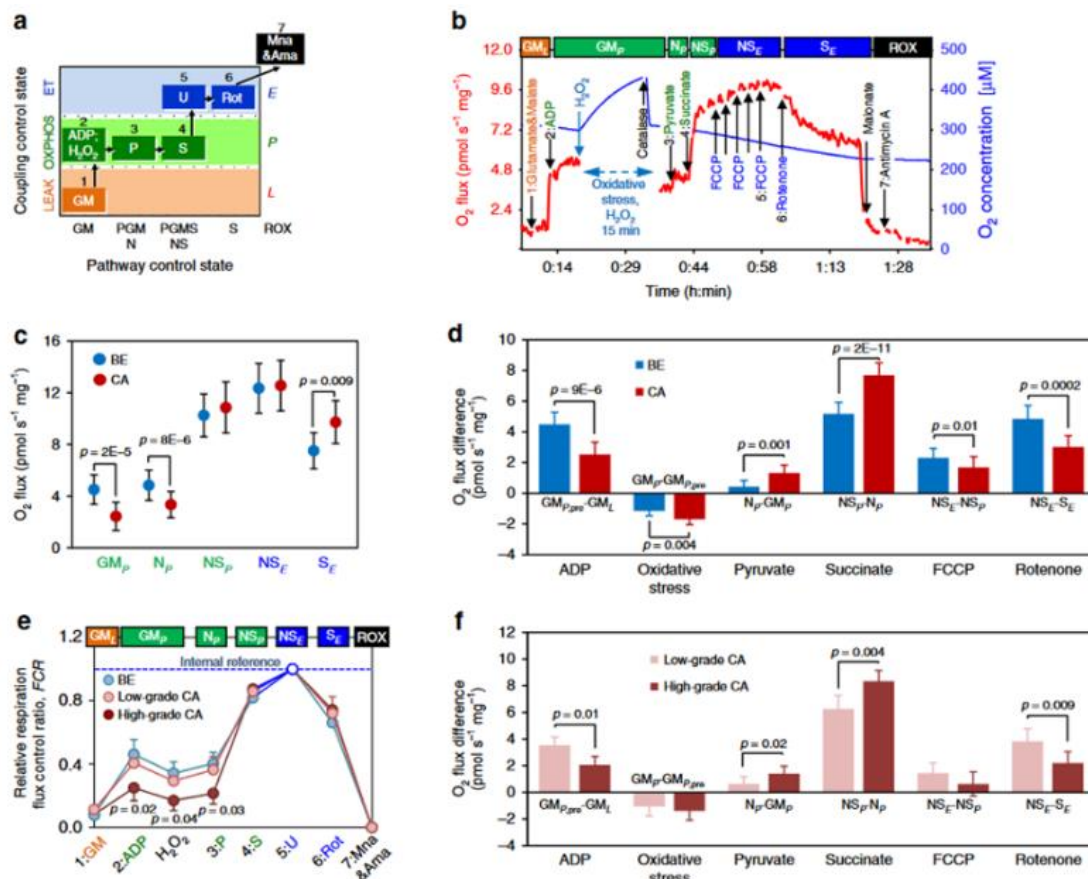 a
7
Mna
&Ama
5
6
U
Rot
E
2
ADP,
H2O2
3
P
4
S
P
1
GM
L
LEAK
OXPHOS
ET
Coupling control state
GM
PGM
PGMS
S
ROX
N
NS
Pathway control state
b
GML
GMP
NP
NSP
NSE
SE
ROX
12.0
9.6
7.2
4.8
2.4
O2 flux (pmol s−1 mg−1)
500
400
300
200
100
0
O2 concentration [µM]
1:Glutamate&Malate
2:ADP
H2O2
Oxidative
stress,
H2O2
15 min
Catalase
3:Pyruvate
4:Succinate
FCCP
FCCP
5:FCCP
6:Rotenone
Malonate
7:Antimycin A
0:14
0:29
0:44
0:58
1:13
1:28
Time (h:min)
c
16
12
8
4
0
O2 flux (pmol s−1 mg−1)
BE
CA
p = 2E–5
p = 8E–6
p = 0.009
GMP
NP
NSP
NSE
SE
d
10
8
6
4
2
0
−2
−4
O2 flux difference
(pmol s−1 mg−1)
BE
CA
p = 9E–6
p = 2E–11
p = 0.0002
p = 0.001
p = 0.01
GMP-GMP,pre
p = 0.004
GMP,pre-GML
NP-GMP
NSP-NP
NSE-NSP
NSE-SE
ADP
Oxidative
stress
Pyruvate
Succinate
FCCP
Rotenone
e
GML
GMP
NP
NSP
NSE
SE
ROX
1.2
0.8
0.4
0.0
Relative respiration
flux control ratio, FCR
Internal reference
BE
Low-grade CA
High-grade CA
p = 0.02
p = 0.04
p = 0.03
1:GM
2:ADP
H2O2
3:P
4:S
5:U
6:Rot
7:Mna
&Ama
f
12
10
8
6
4
2
0
−2
−4
O2 flux difference
(pmol s−1 mg−1)
Low-grade CA
High-grade CA
p = 0.01
p = 0.004
p = 0.009
p = 0.02
GMP-GMP,pre
GMP,pre-GML
NP-GMP
NSP-NP
NSE-NSP
NSE-SE
ADP
Oxidative
stress
Pyruvate
Succinate
FCCP
Rotenone